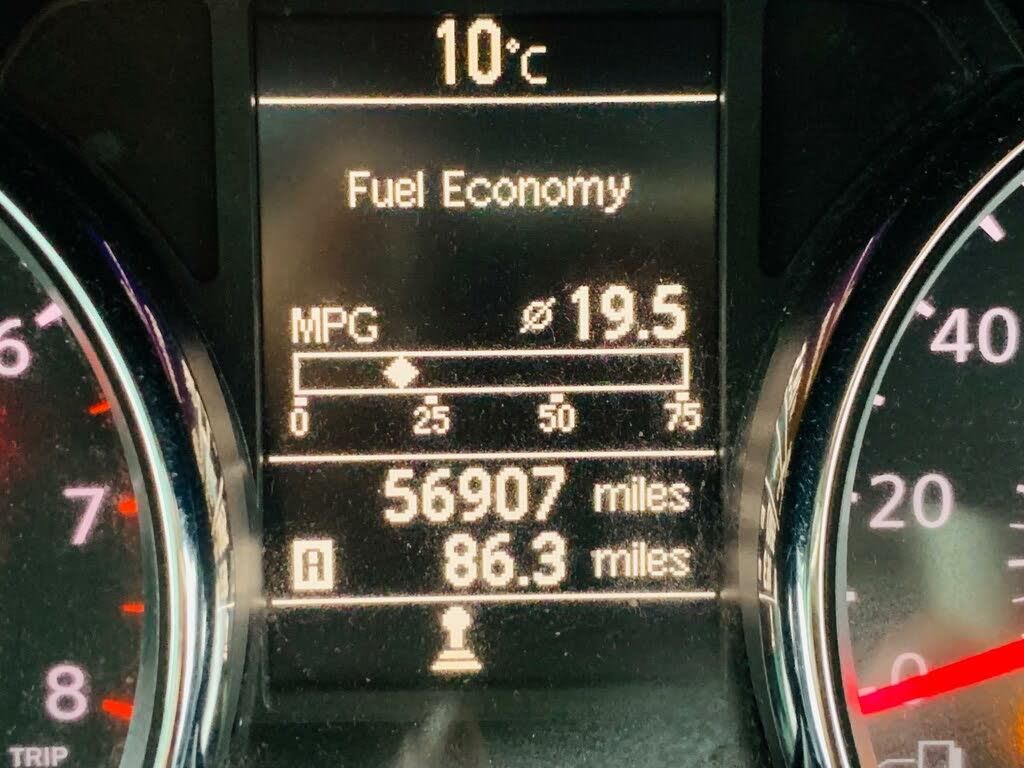 10°C
Fuel Economy
MPG ø 19.5
0 25 50 75
56907 miles
A 86.3 miles
6
7
8
TRIP
40
20
0